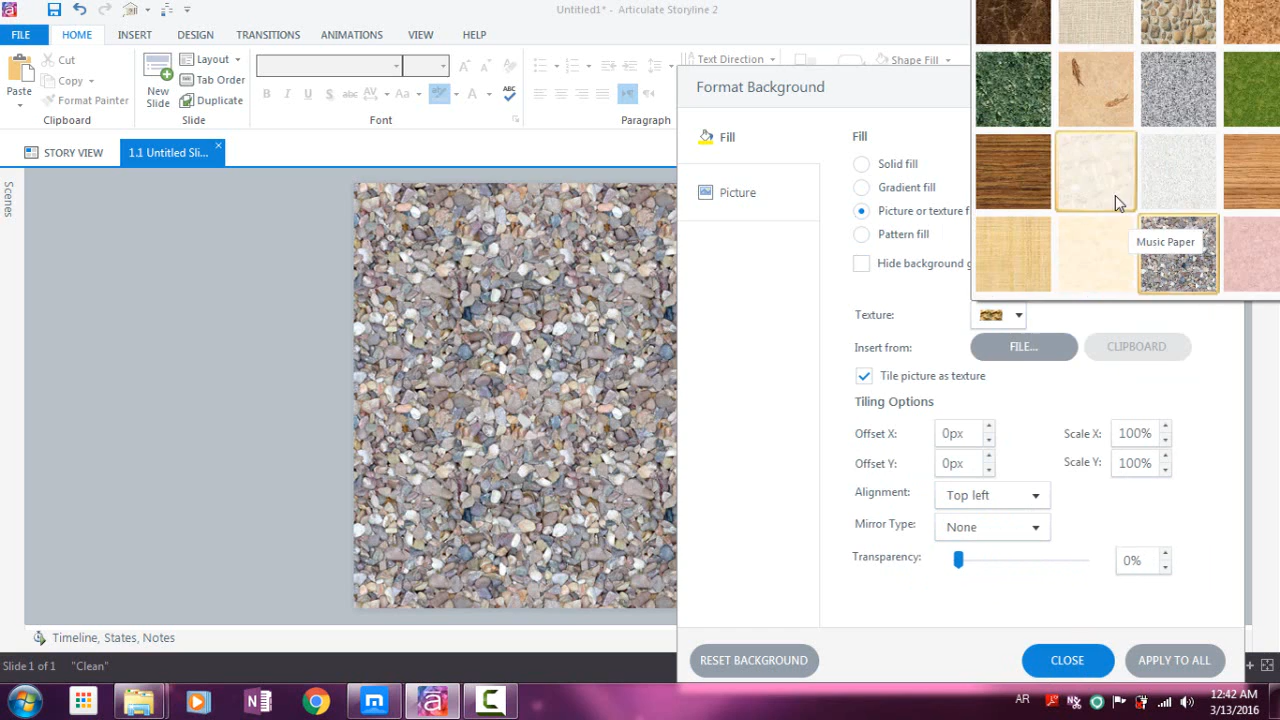 Untitled1* - Articulate Storyline 2
FILE
HOME
INSERT
DESIGN
TRANSITIONS
ANIMATIONS
VIEW
HELP
Paste
Cut
Copy
Format Painter
Clipboard
New
Slide
Layout
Tab Order
Duplicate
Slide
B I U S abc AV Aa ABC A
Font
Paragraph
Text Direction
Shape Fill
STORY VIEW
1.1 Untitled Sli...
Scenes
Format Background
Fill
Picture
Fill
Solid fill
Gradient fill
Picture or texture f
Pattern fill
Hide background g
Music Paper
Texture:
Insert from:
FILE...
CLIPBOARD
Tile picture as texture
Tiling Options
Offset X: 0px Scale X: 100%
Offset Y: 0px Scale Y: 100%
Alignment: Top left
Mirror Type: None
Transparency: 0%
RESET BACKGROUND
CLOSE
APPLY TO ALL
Timeline, States, Notes
Slide 1 of 1 "Clean"
AR
12:42 AM
3/13/2016